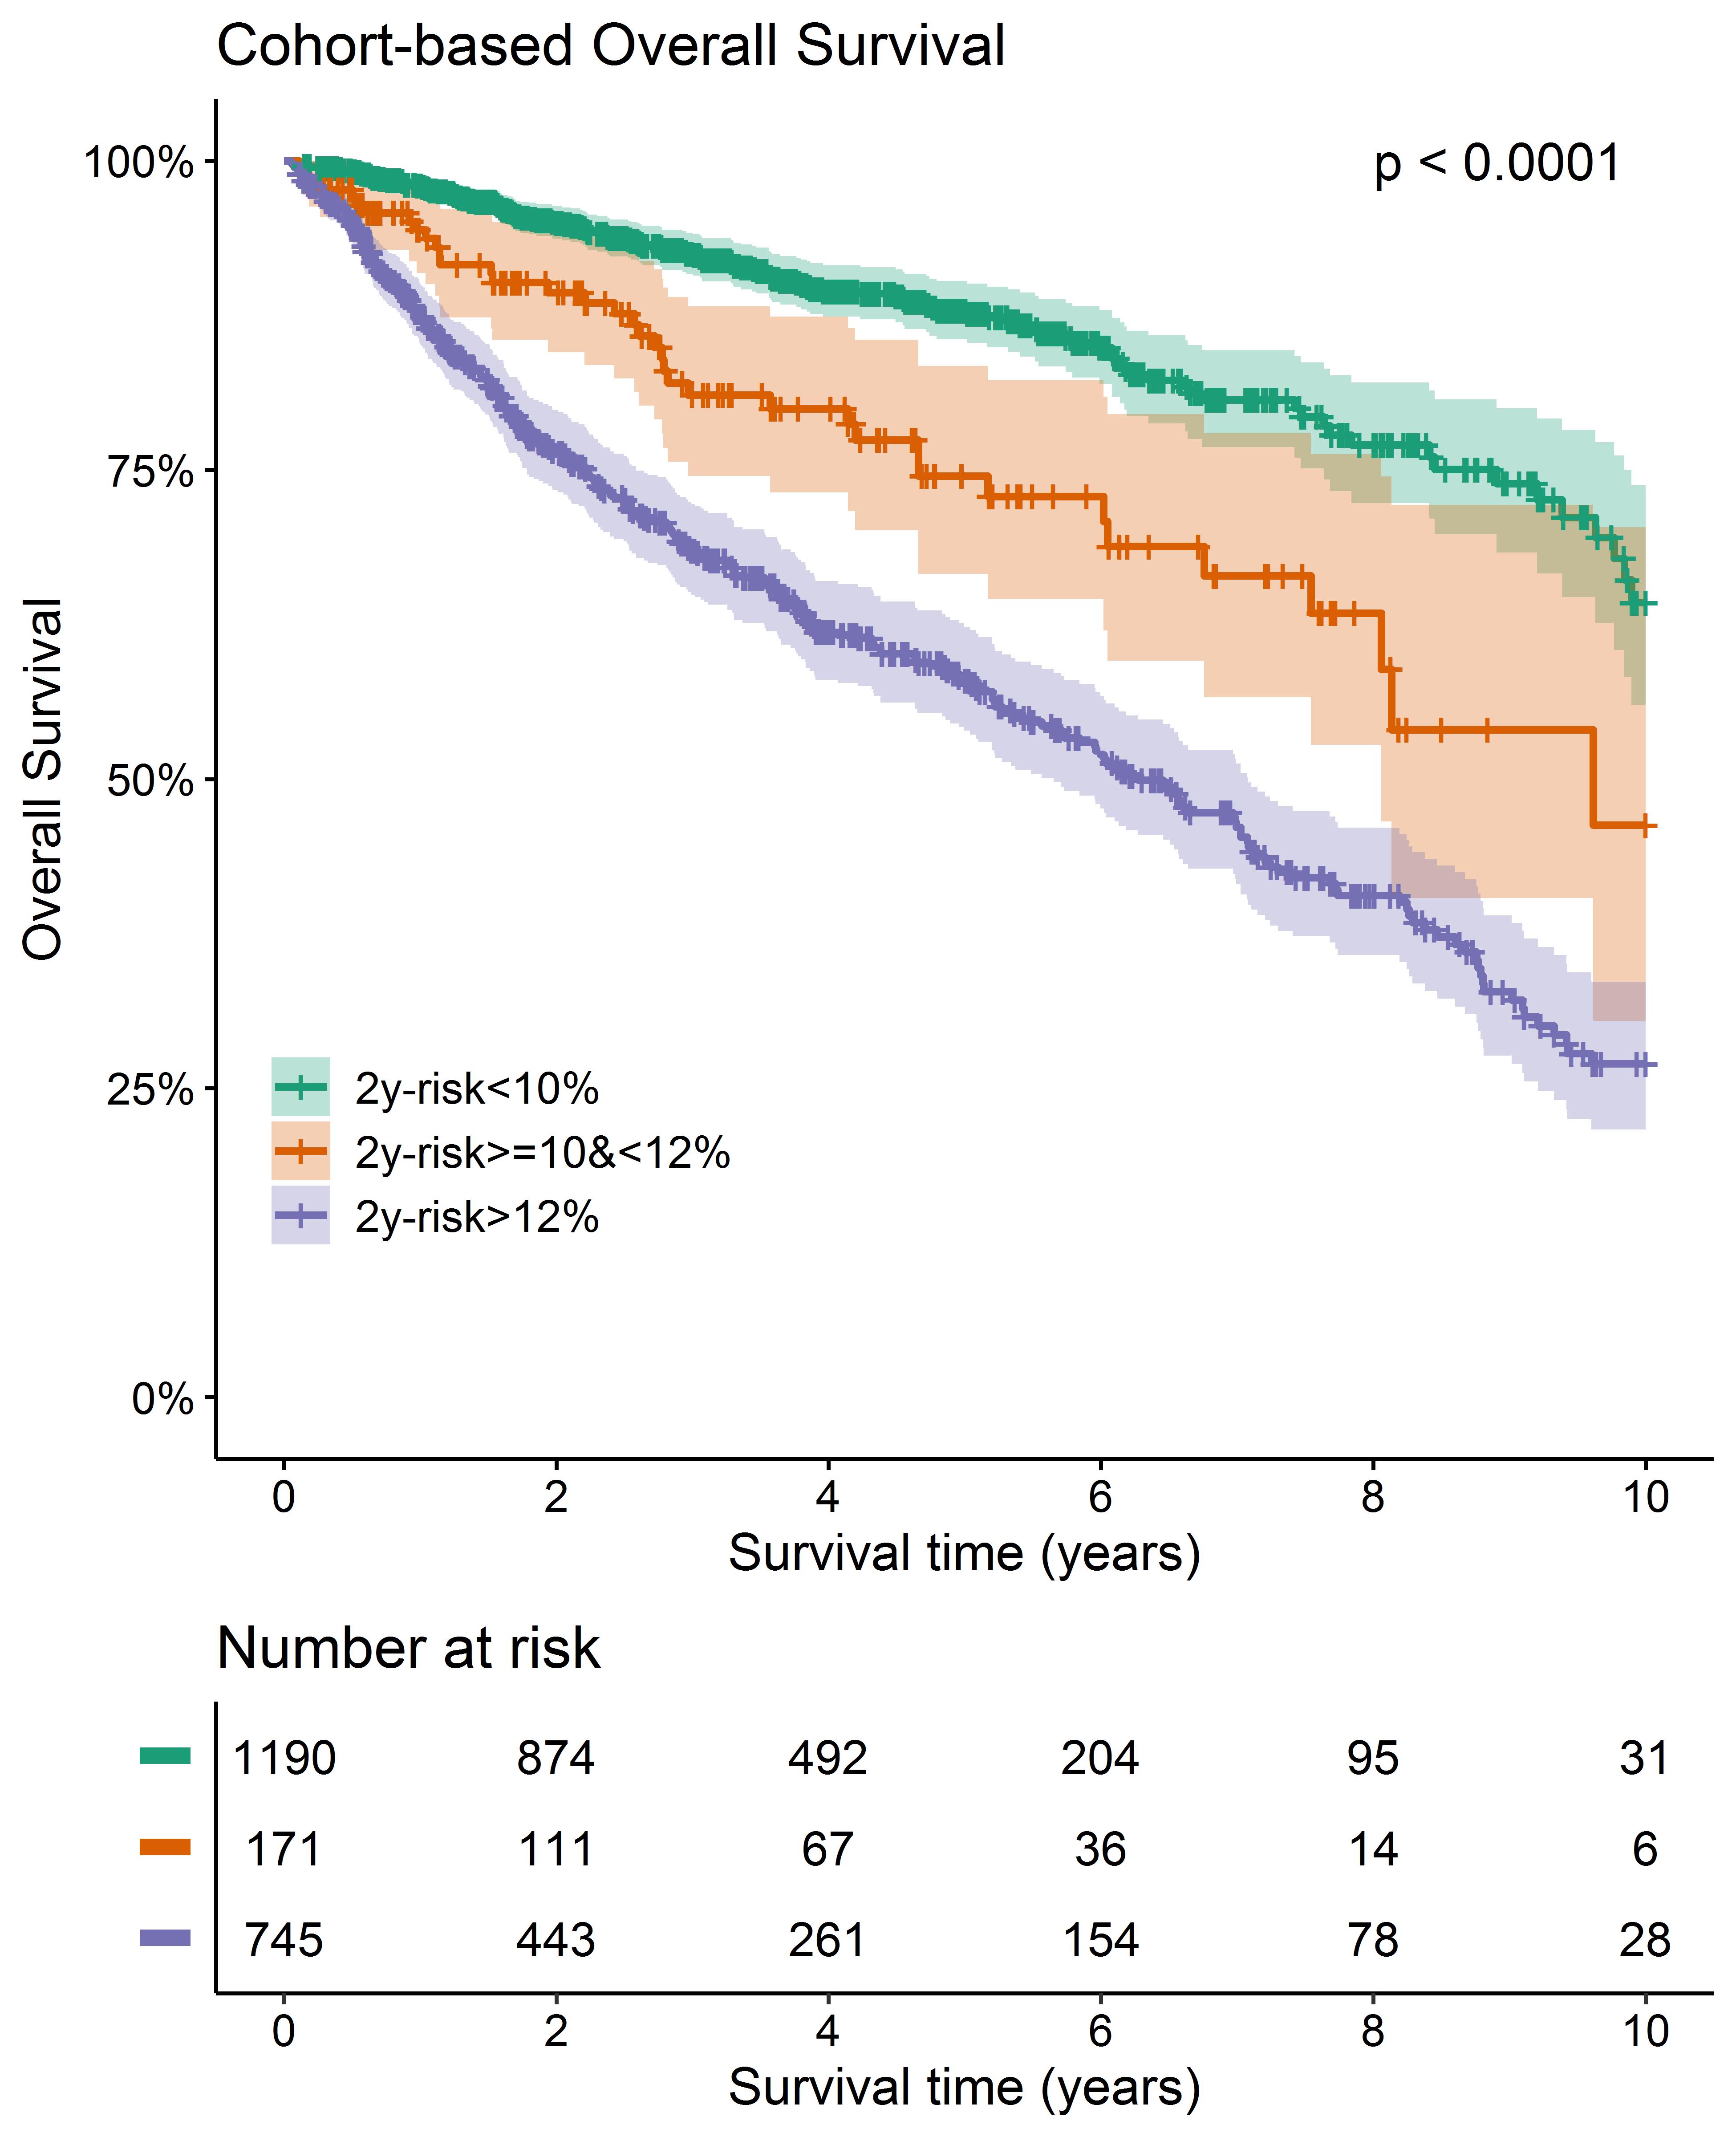 Cohort-based Overall Survival
p < 0.0001
100%
75%
50%
25%
0%
Overall Survival
2y-risk<10%
2y-risk>=10&<12%
2y-risk>12%
0 2 4 6 8 10
Survival time (years)
Number at risk
1190 874 492 204 95 31
171 111 67 36 14 6
745 443 261 154 78 28
0 2 4 6 8 10
Survival time (years)